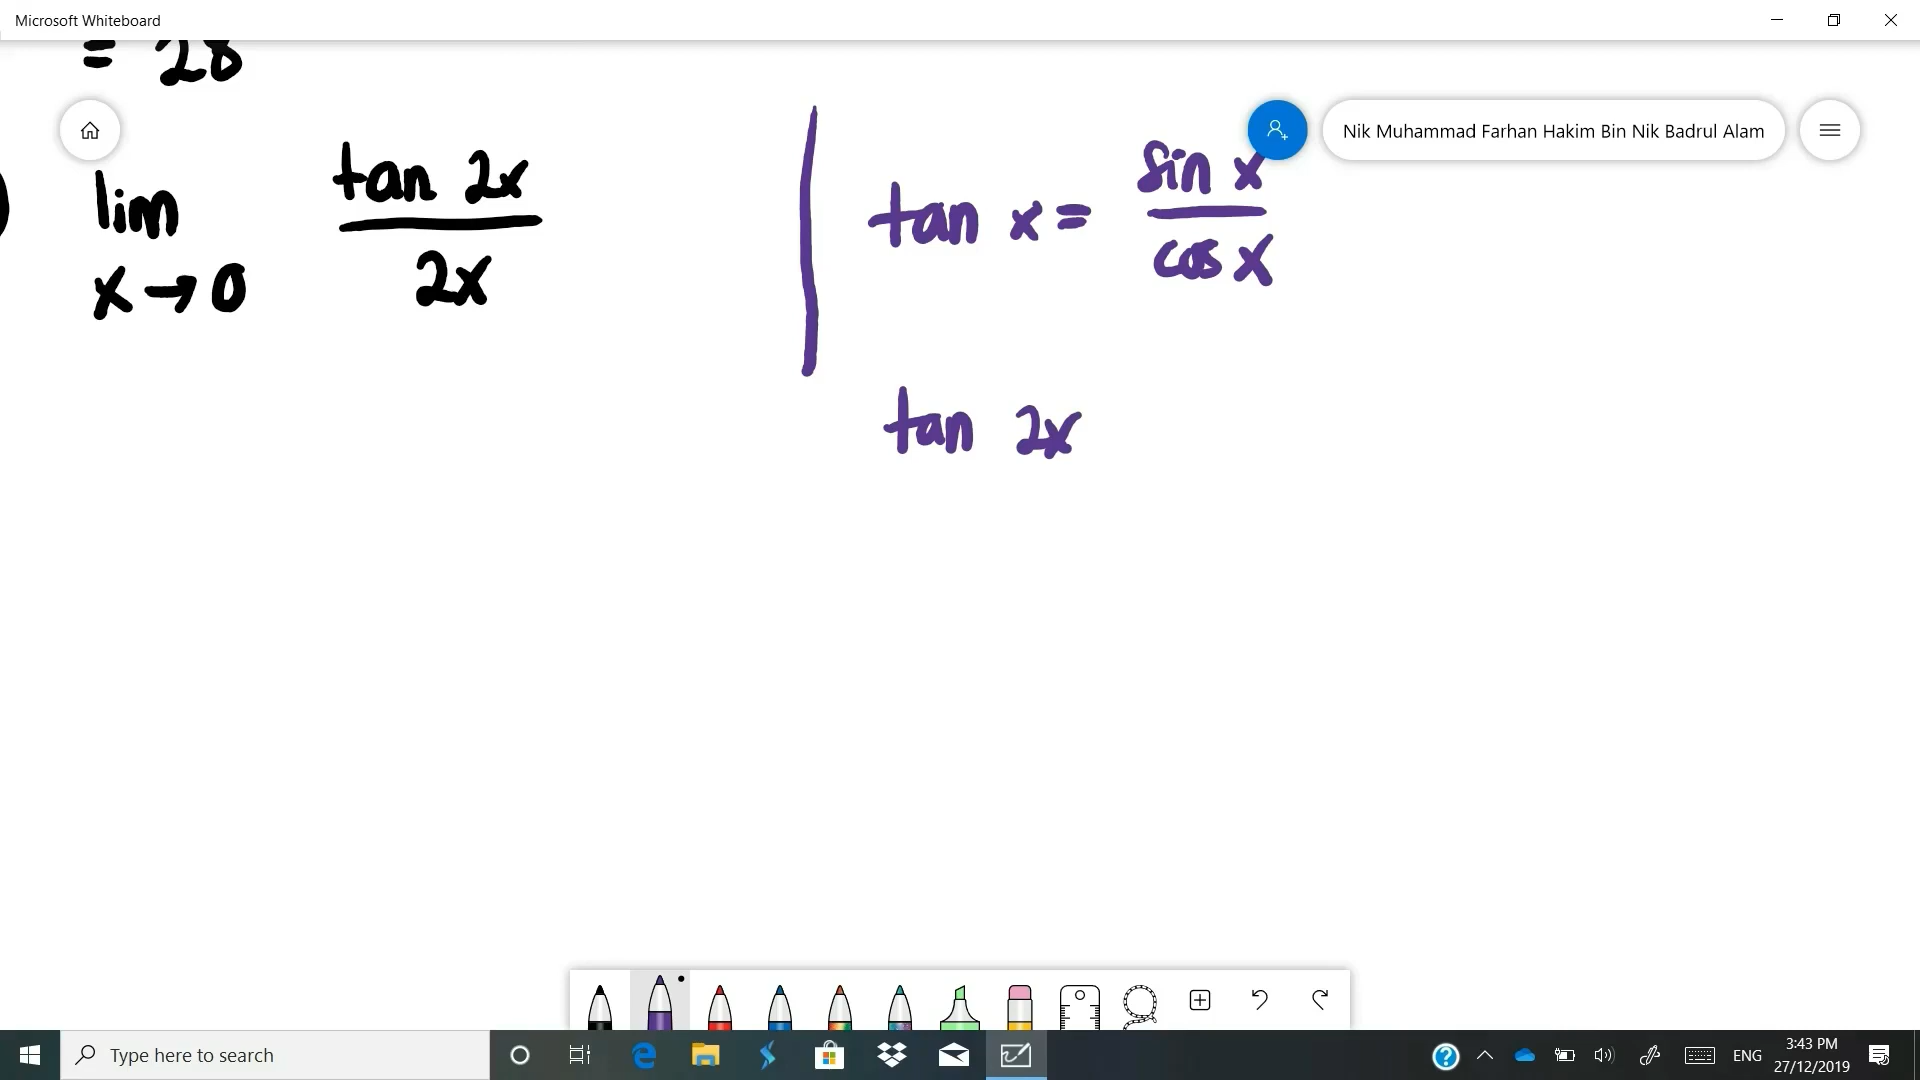 Microsoft Whiteboard
= 28
Nik Muhammad Farhan Hakim Bin Nik Badrul Alam
) lim tan 2x
x → 0 2x
tan x = sin x
cos x
tan 2x
Type here to search
ENG
3:43 PM
27/12/2019